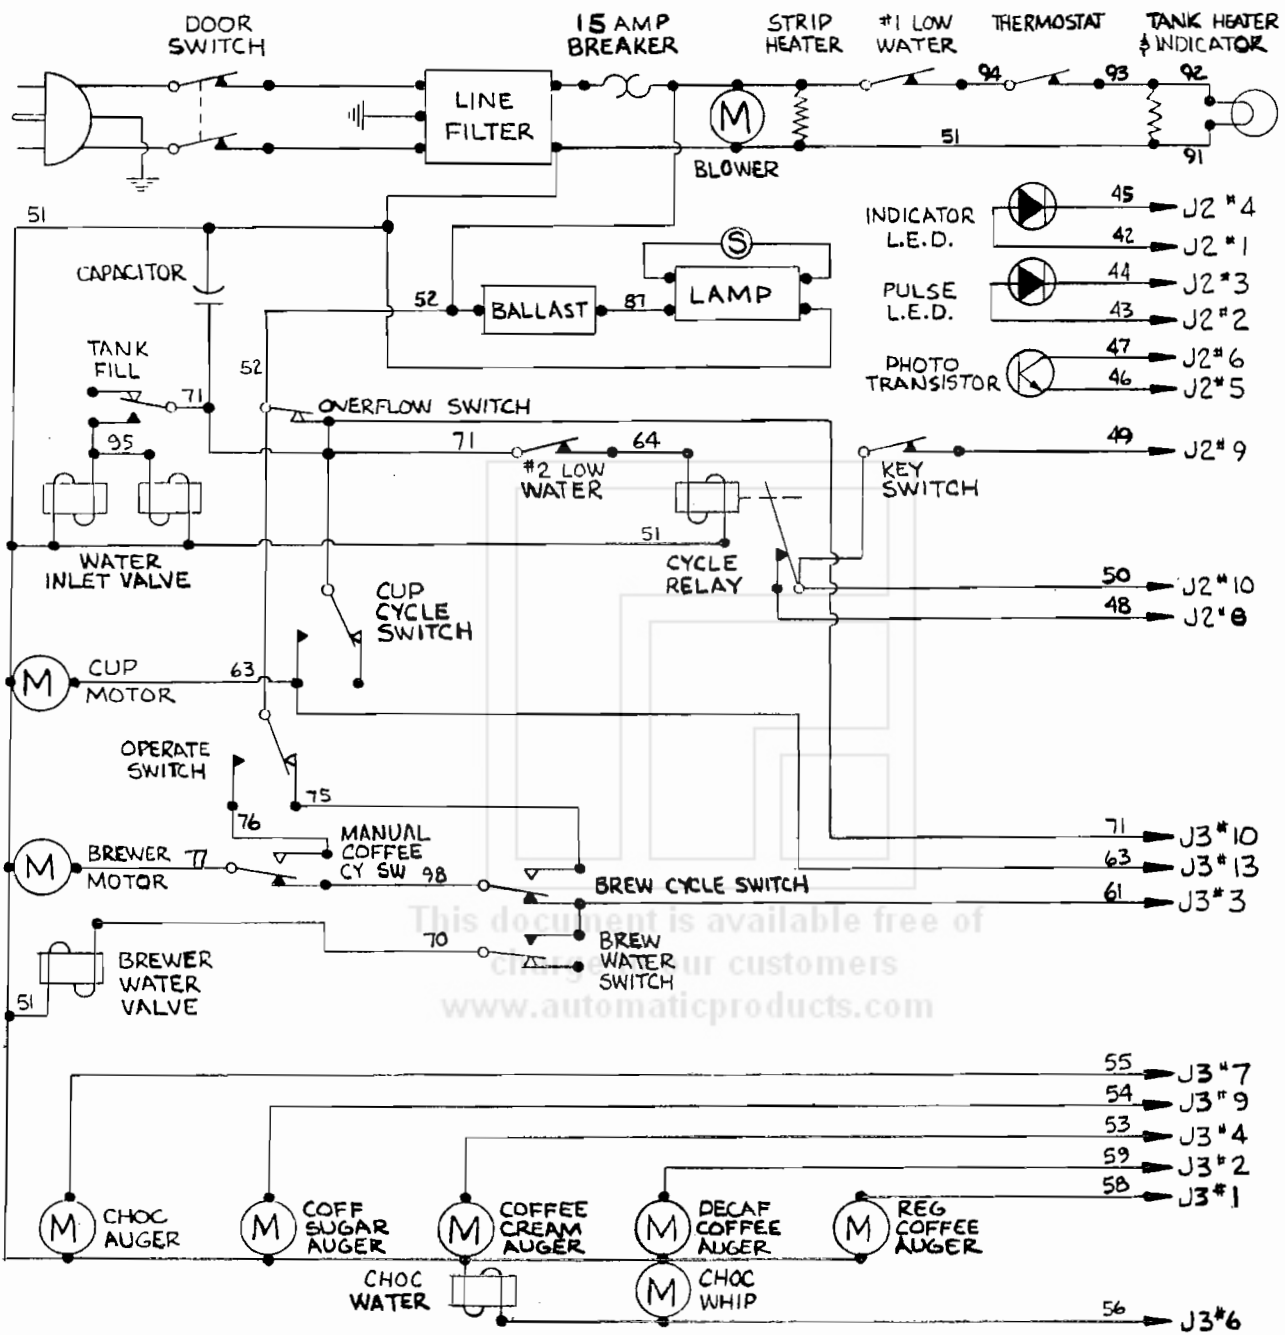 DOOR
SWITCH
15 AMP
BREAKER
STRIP
HEATER
#1 LOW
WATER
THERMOSTAT
TANK HEATER
& INDICATOR
94
93
92
LINE
FILTER
M
BLOWER
51
91
51
INDICATOR
L.E.D.
45
J2 #4
42
J2 #1
CAPACITOR
S
LAMP
44
J2 #3
PULSE
L.E.D.
43
J2 #2
52
BALLAST
87
TANK
FILL
52
47
J2 #6
PHOTO
TRANSISTOR
46
J2 #5
71
OVERFLOW SWITCH
95
71
#2 LOW
WATER
64
KEY
SWITCH
49
J2 #9
WATER
INLET VALVE
51
CYCLE
RELAY
50
J2 #10
48
J2 #8
CUP
CYCLE
SWITCH
M
CUP
MOTOR
63
OPERATE
SWITCH
75
76
MANUAL
COFFEE
CY SW
71
J3 #10
M
BREWER
MOTOR
77
98
BREW CYCLE SWITCH
63
J3 #13
61
J3 #3
This document is available free of
charge to our customers
www.automaticproducts.com
70
BREW
WATER
SWITCH
BREWER
WATER
VALVE
51
55
J3 #7
54
J3 #9
53
J3 #4
59
J3 #2
58
J3 #1
M
CHOC
AUGER
M
COFF
SUGAR
AUGER
M
COFFEE
CREAM
AUGER
M
DECAF
COFFEE
AUGER
M
REG
COFFEE
AUGER
CHOC
WATER
M
CHOC
WHIP
56
J3 #6